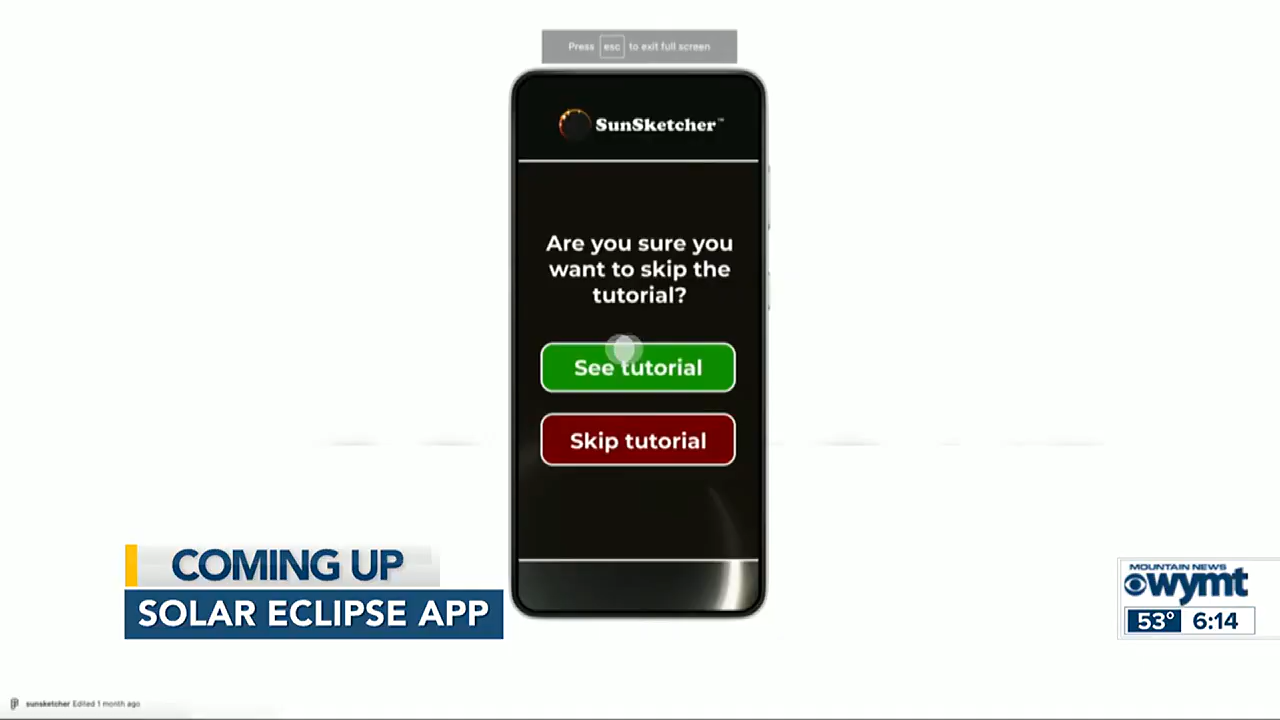 Press esc to exit full screen
SunSketcher™
Are you sure you
want to skip the
tutorial?
See tutorial
Skip tutorial
COMING UP
SOLAR ECLIPSE APP
MOUNTAIN NEWS
wymt
53° 6:14
sunsketcher Edited 1 month ago